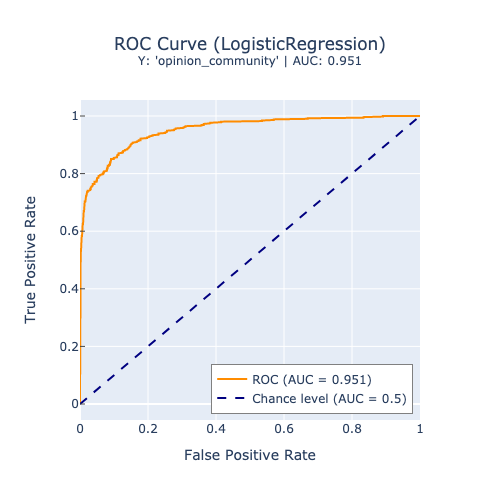 ROC Curve (LogisticRegression)
Y: 'opinion_community' | AUC: 0.951
True Positive Rate
1
0.8
0.6
0.4
0.2
0
ROC (AUC = 0.951)
Chance level (AUC = 0.5)
0 0.2 0.4 0.6 0.8 1
False Positive Rate